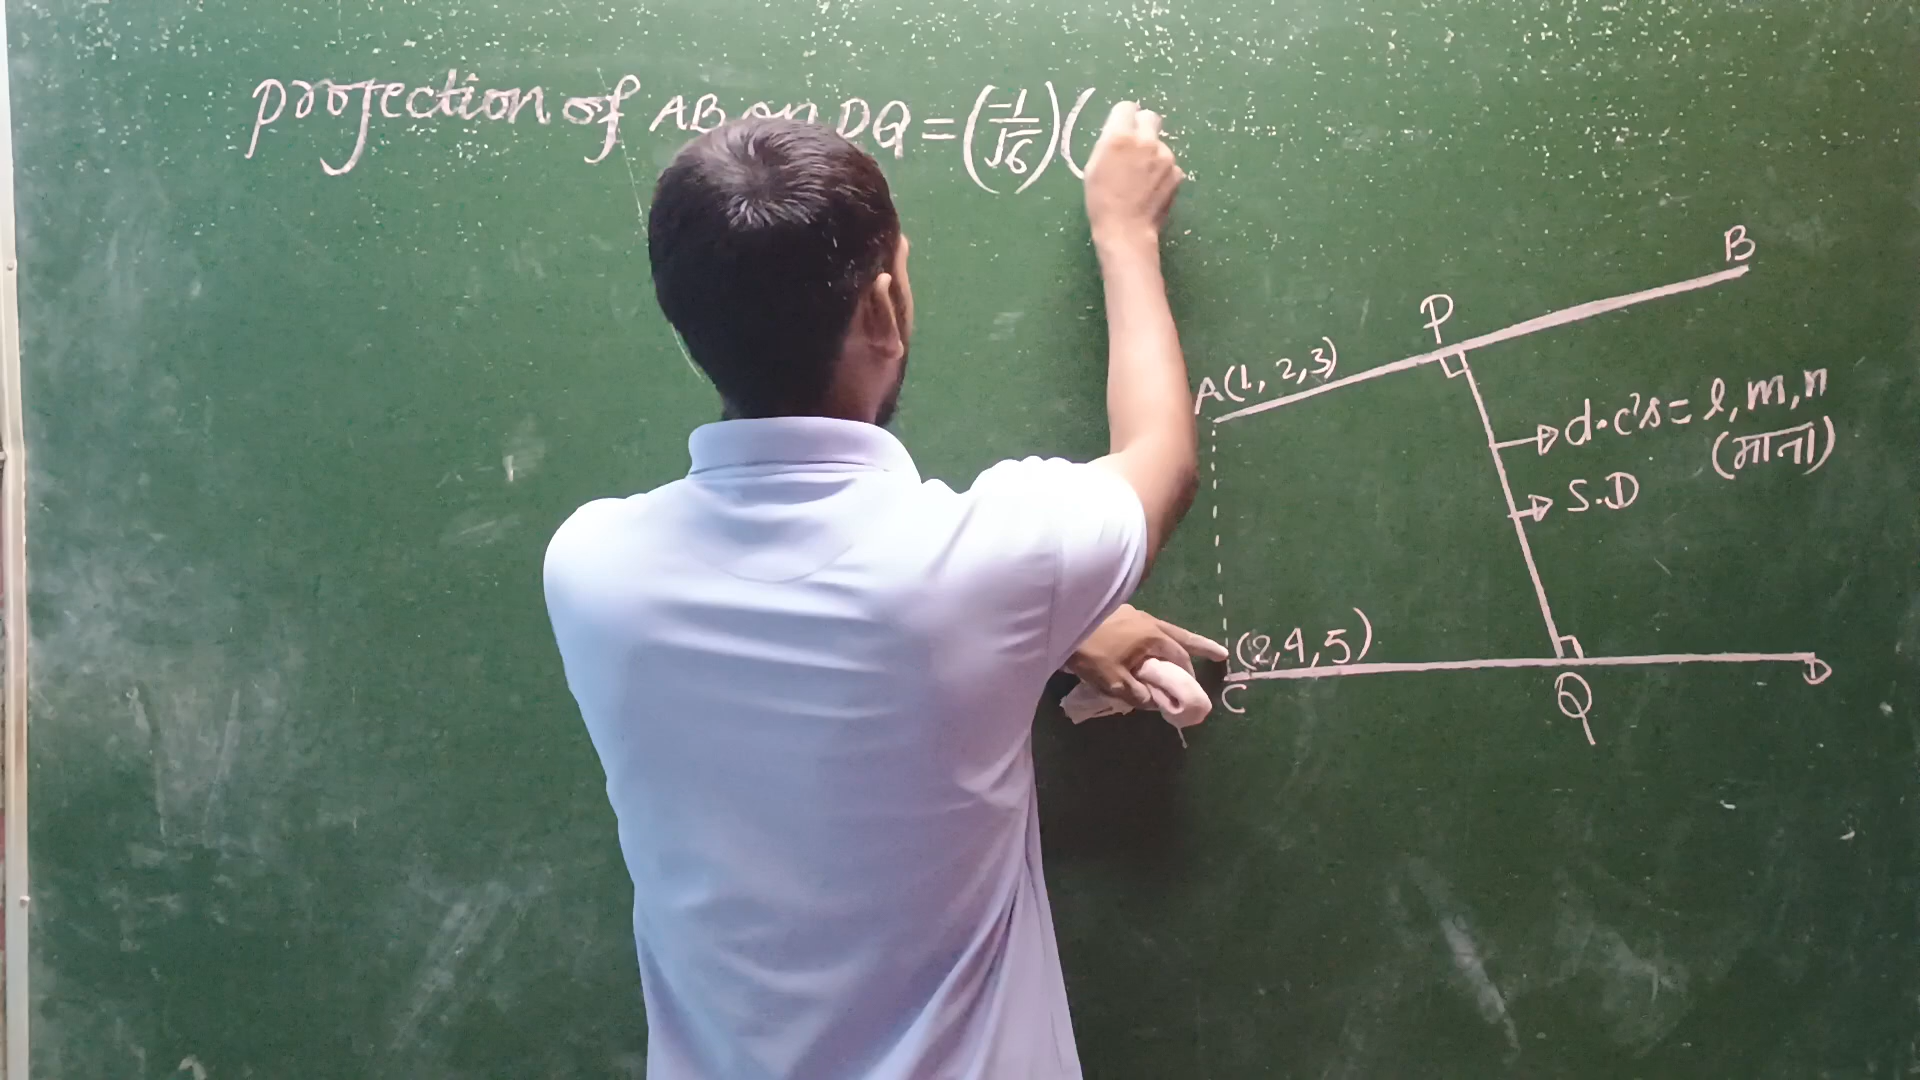 projection of AB on DQ = (-1/√6)(
B
P
A(1, 2, 3)
d.c's = l, m, n
(माना)
S.D
(2, 4, 5)
C
Q
D